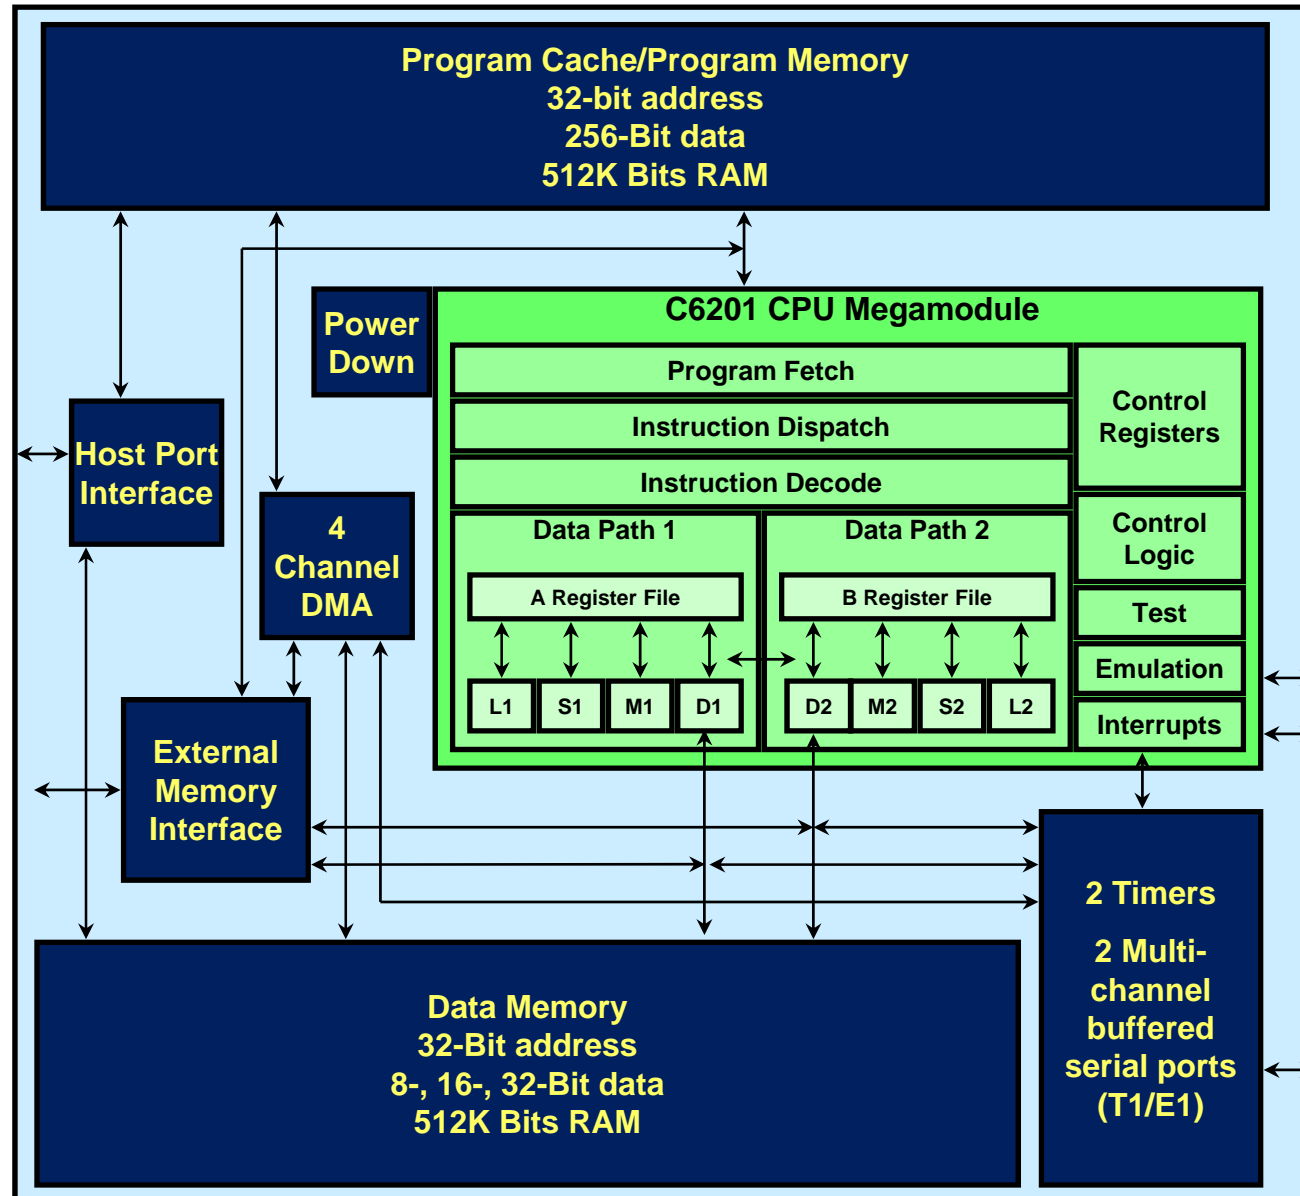 Program Cache/Program Memory
32-bit address
256-Bit data
512K Bits RAM
Power
Down
C6201 CPU Megamodule
Program Fetch
Instruction Dispatch
Instruction Decode
Control
Registers
Host Port
Interface
4
Channel
DMA
Data Path 1
Data Path 2
Control
Logic
A Register File
B Register File
Test
Emulation
L1
S1
M1
D1
D2
M2
S2
L2
Interrupts
External
Memory
Interface
2 Timers
2 Multi-
channel
buffered
serial ports
(T1/E1)
Data Memory
32-Bit address
8-, 16-, 32-Bit data
512K Bits RAM